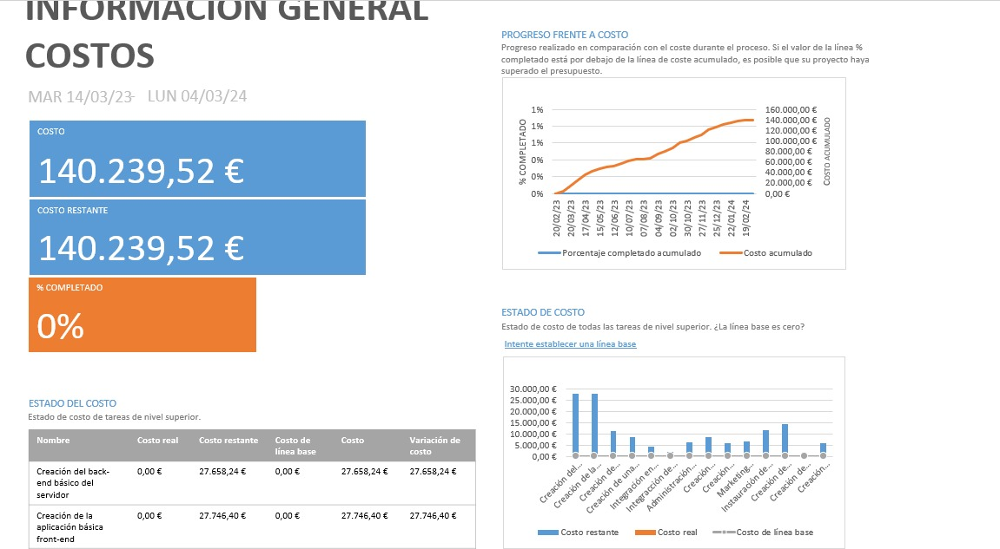 INFORMACIÓN GENERAL
COSTOS
MAR 14/03/23- LUN 04/03/24
COSTO
140.239,52 €
COSTO RESTANTE
140.239,52 €
% COMPLETADO
0%
ESTADO DEL COSTO
Estado de costo de tareas de nivel superior.
Nombre Costo real Costo restante Costo de línea base Costo Variación de costo
Creación del back-
end básico del
servidor
0,00 € 27.658,24 € 0,00 € 27.658,24 € 27.658,24 €
Creación de la
aplicación básica
front-end
0,00 € 27.746,40 € 0,00 € 27.746,40 € 27.746,40 €
PROGRESO FRENTE A COSTO
Progreso realizado en comparación con el coste durante el proceso. Si el valor de la línea %
completado está por debajo de la línea de coste acumulado, es posible que su proyecto haya
superado el presupuesto.
% COMPLETADO
1%
1%
1%
0%
0%
0%
160.000,00 €
140.000,00 €
120.000,00 €
100.000,00 €
80.000,00 €
60.000,00 €
40.000,00 €
20.000,00 €
0,00 €
COSTO ACUMULADO
20/02/23
20/03/23
17/04/23
15/05/23
12/06/23
10/07/23
07/08/23
04/09/23
02/10/23
30/10/23
27/11/23
25/12/23
22/01/24
19/02/24
Porcentaje completado acumulado
Costo acumulado
ESTADO DE COSTO
Estado de costo de todas las tareas de nivel superior. ¿La línea base es cero?
Intente establecer una línea base
30.000,00 €
25.000,00 €
20.000,00 €
15.000,00 €
10.000,00 €
5.000,00 €
0,00 €
Creación del...
Creación de la...
Creación de...
Creación de una...
Integración en...
Integracción de...
Administración...
Creación...
Creación...
Marketing...
Instauración de...
Creación de...
Creación de...
Creación...
Costo restante
Costo real
Costo de línea base